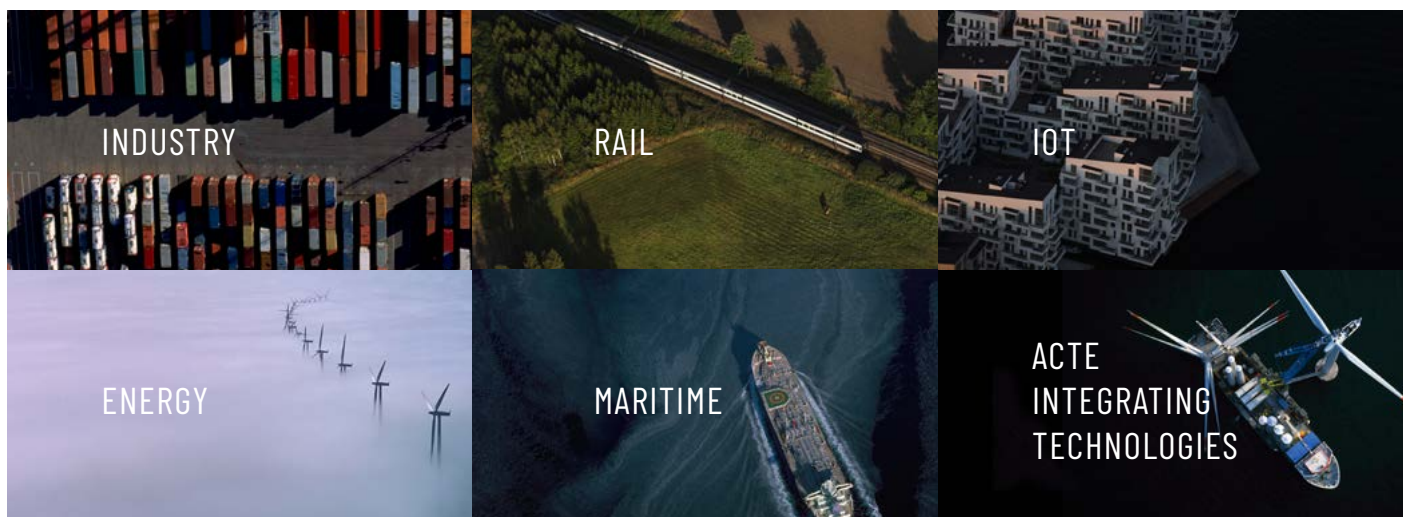 INDUSTRY
RAIL
IOT
ENERGY
MARITIME
ACTE
INTEGRATING
TECHNOLOGIES